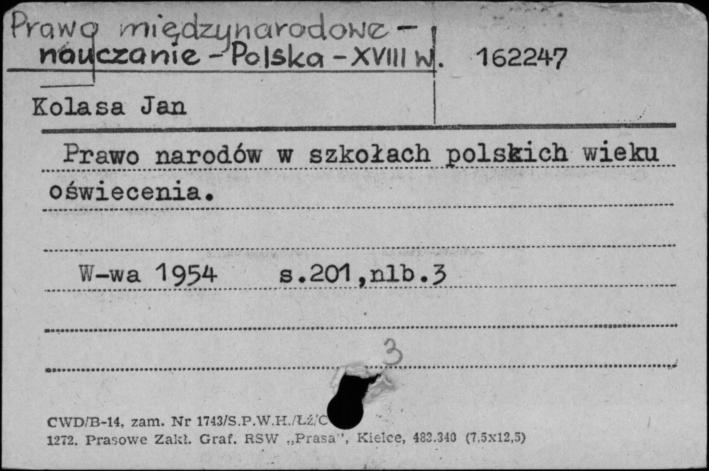 Prawo międzynarodowe -
nauczanie - Polska - XVIII w. 162247
Kolasa Jan
Prawo narodów w szkołach polskich wieku
oświecenia.
W-wa 1954 s.201,nlb.3
3
CWD/B-14, zam. Nr 1743/S.P.W.H./ŁŹ/C
1272. Prasowe Zakł. Graf. RSW „Prasa", Kielce, 483.340 (7,5x12,5)